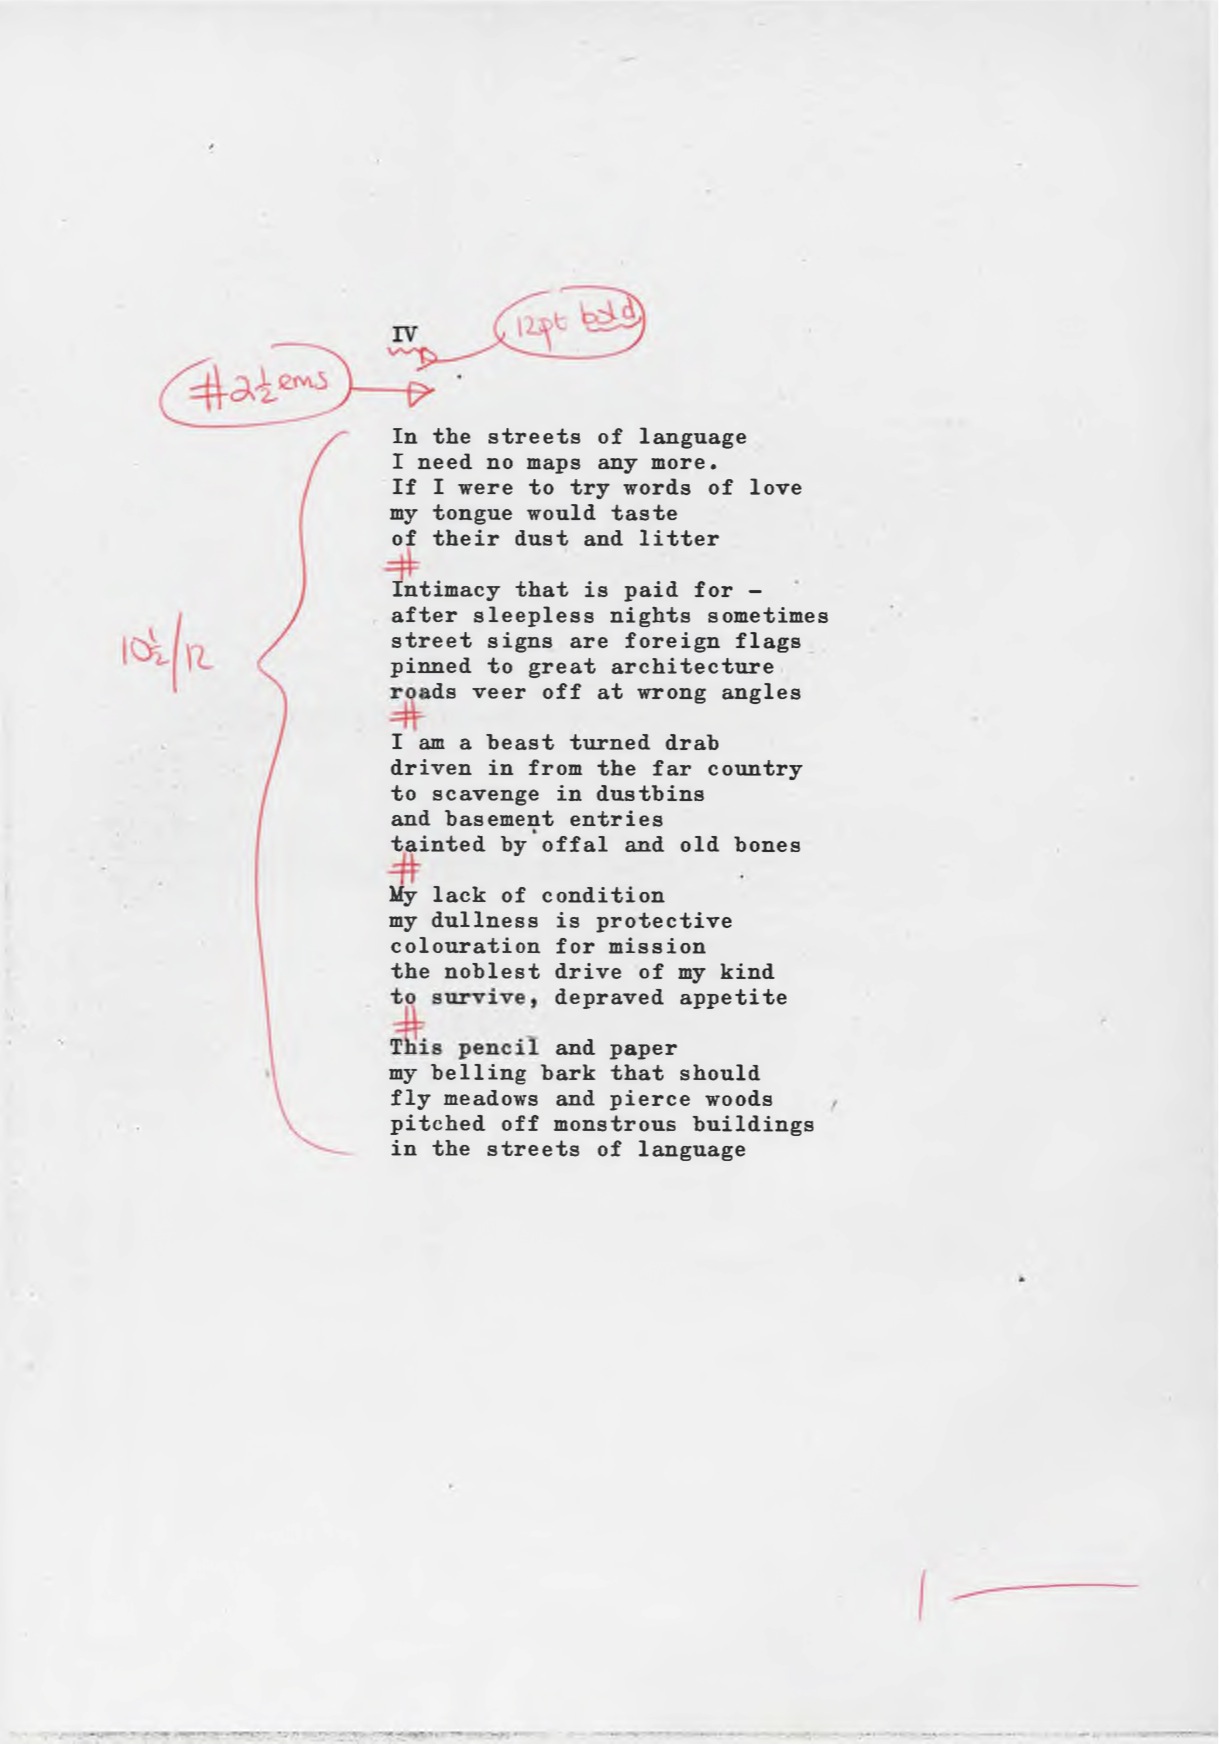 12pt bold
IV
#2½ems
In the streets of language
I need no maps any more.
If I were to try words of love
my tongue would taste
of their dust and litter
#
Intimacy that is paid for –
after sleepless nights sometimes
street signs are foreign flags
pinned to great architecture
roads veer off at wrong angles
10½/12
#
I am a beast turned drab
driven in from the far country
to scavenge in dustbins
and basement entries
tainted by offal and old bones
#
My lack of condition
my dullness is protective
colouration for mission
the noblest drive of my kind
to survive, depraved appetite
#
This pencil and paper
my belling bark that should
fly meadows and pierce woods
pitched off monstrous buildings
in the streets of language